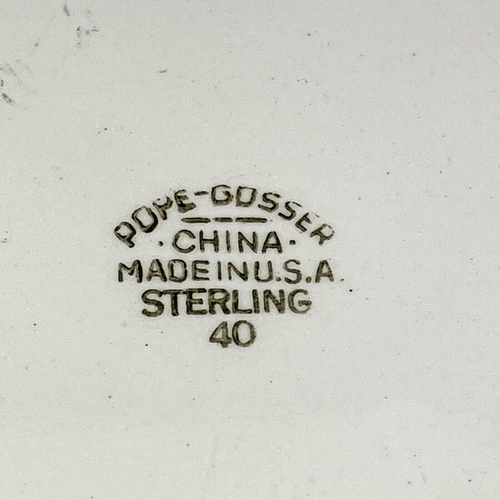 POPE-GOSSER
· CHINA ·
MADE IN U.S.A.
STERLING
40